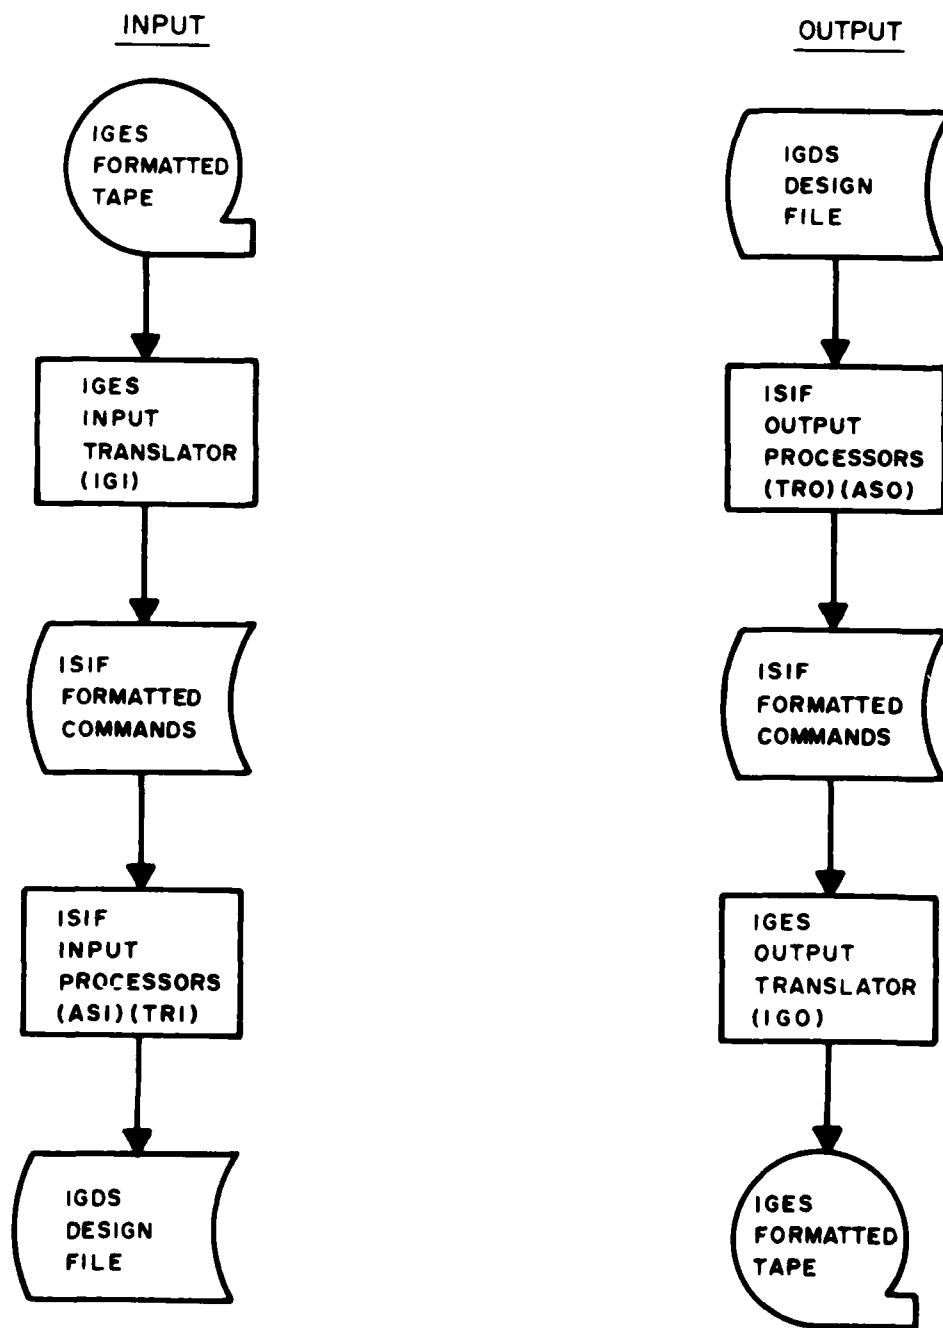 INPUT
IGES
FORMATTED
TAPE
IGES
INPUT
TRANSLATOR
(IGI)
ISIF
FORMATTED
COMMANDS
ISIF
INPUT
PROCESSORS
(ASI)(TRI)
IGDS
DESIGN
FILE
OUTPUT
IGDS
DESIGN
FILE
ISIF
OUTPUT
PROCESSORS
(TRO)(ASO)
ISIF
FORMATTED
COMMANDS
IGES
OUTPUT
TRANSLATOR
(IGO)
IGES
FORMATTED
TAPE